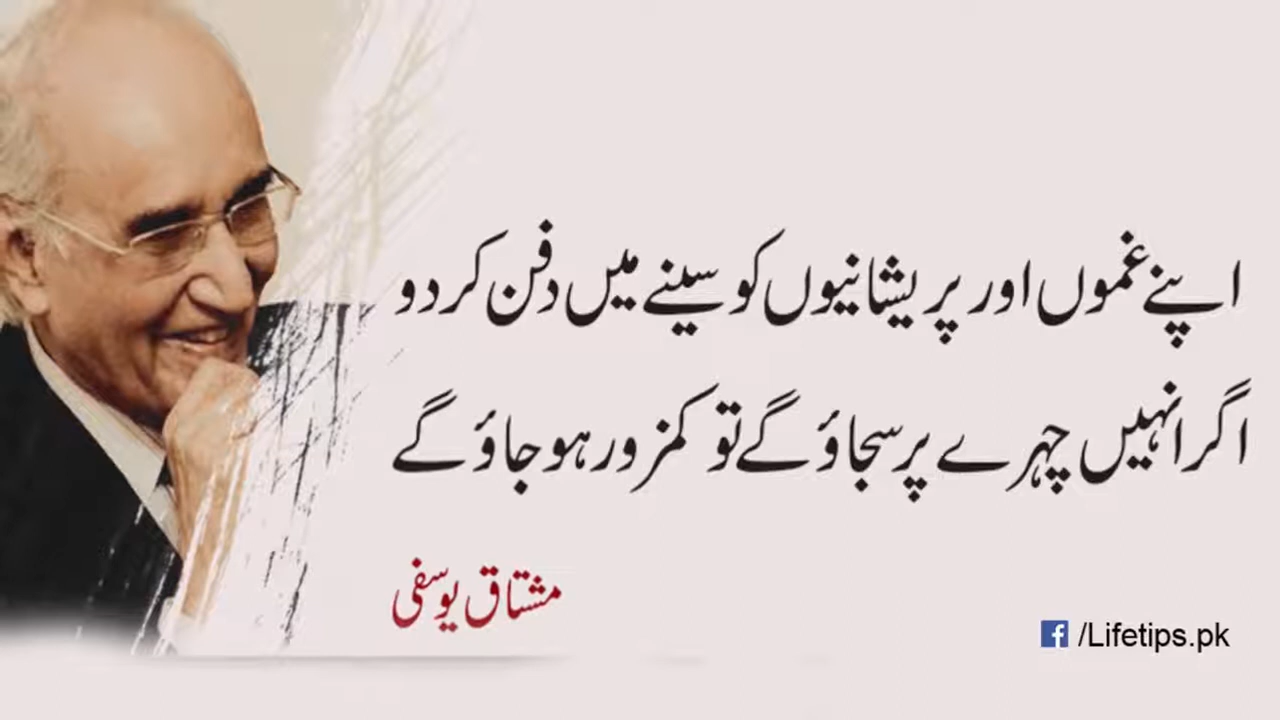 اپنے غموں اور پریشانیوں کو سینے میں دفن کر دو
اگر انہیں چہرے پر سجاؤ گے تو کمزور ہو جاؤ گے
مشتاق یوسفی
/Lifetips.pk